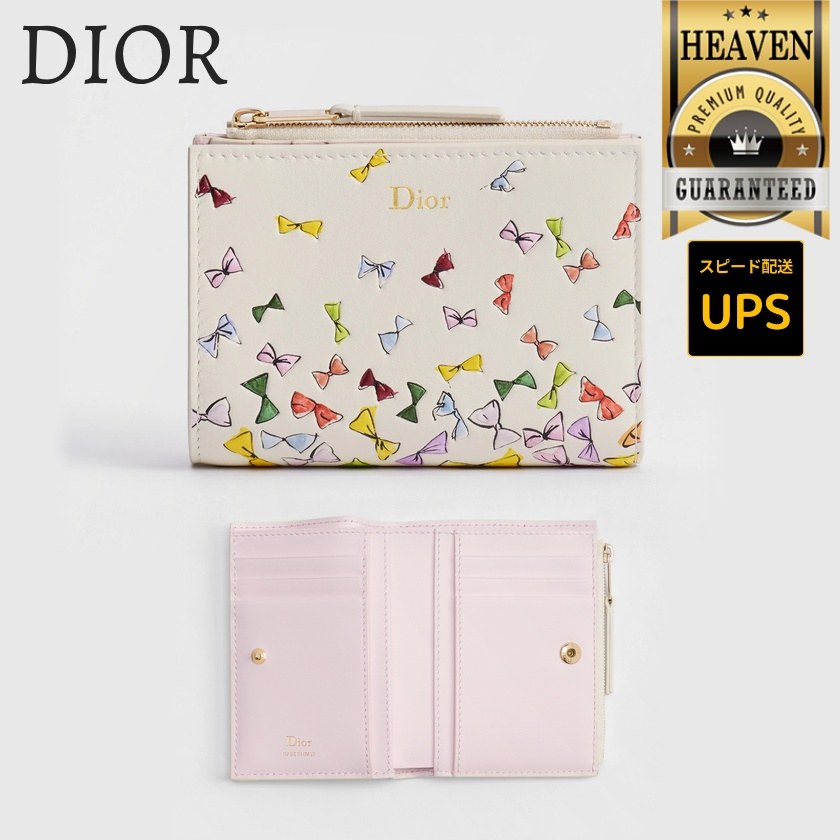 DIOR
HEAVEN
PREMIUM QUALITY
GUARANTEED
スピード配送
UPS
Dior
Dior